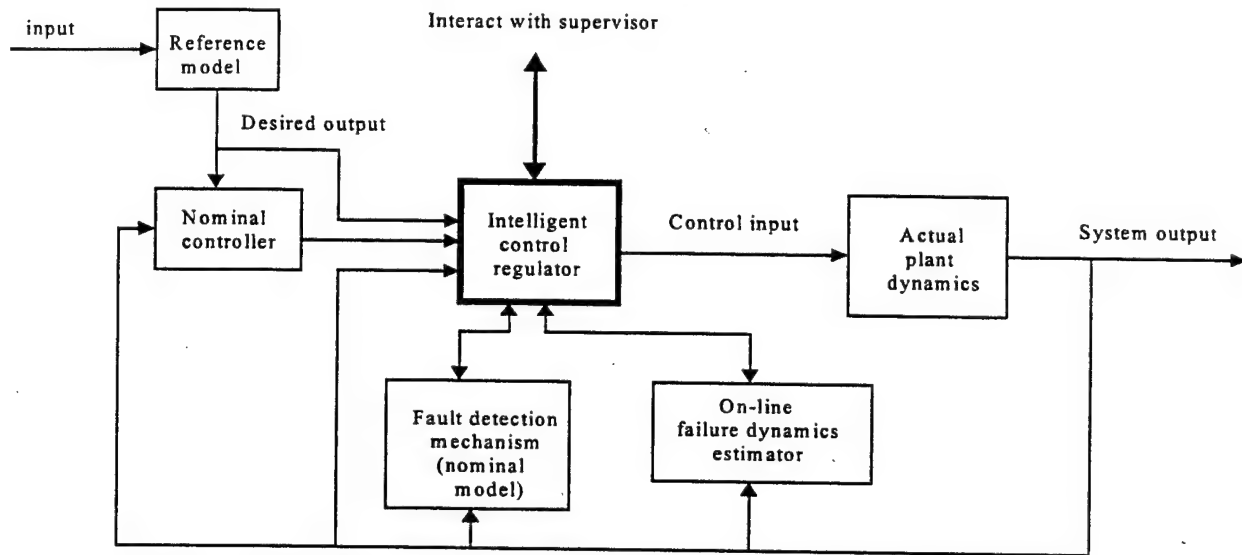 input
Interact with supervisor
Reference
model
Desired output
Nominal
controller
Intelligent
control
regulator
Control input
Actual
plant
dynamics
System output
Fault detection
mechanism
(nominal
model)
On-line
failure dynamics
estimator